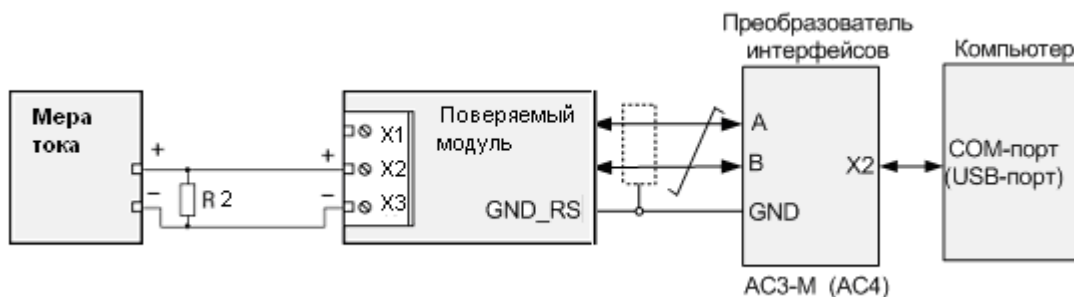 Преобразователь
интерфейсов
Компьютер
Мера
тока
+
−
R 2
+
−
X1
X2
X3
Поверяемый
модуль
GND_RS
A
B
GND
X2
COM-порт
(USB-порт)
AC3-М (AC4)